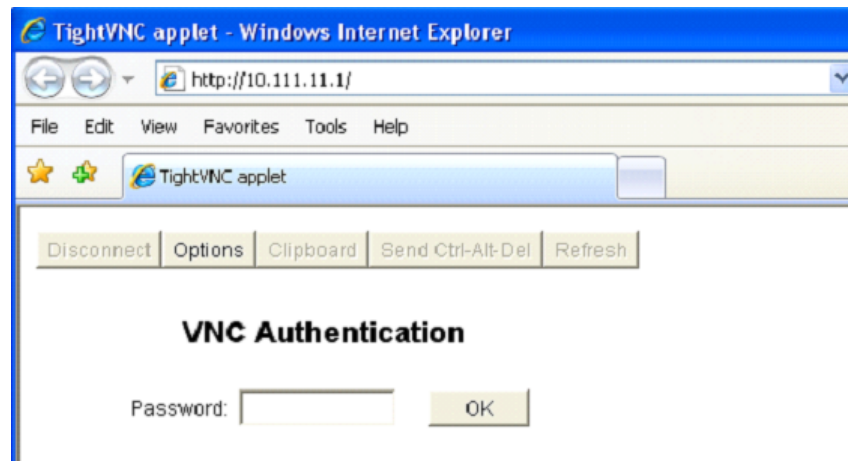 TightVNC applet - Windows Internet Explorer
http://10.111.11.1/
File Edit View Favorites Tools Help
TightVNC applet
Disconnect Options Clipboard Send Ctrl-Alt-Del Refresh
VNC Authentication
Password: OK